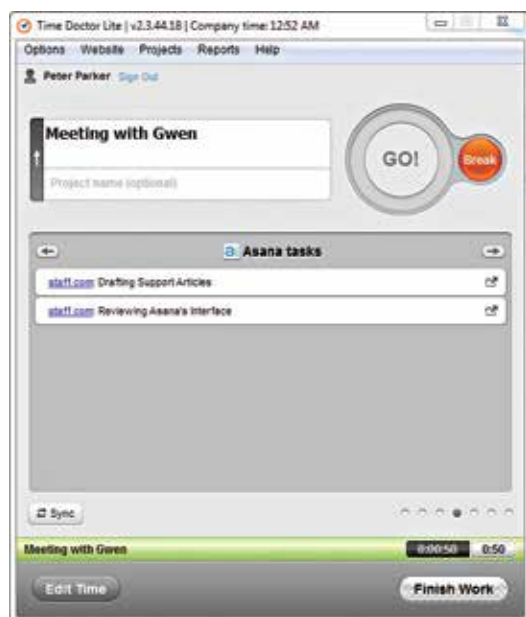 Time Doctor Lite | v2.3.44.18 | Company time: 12:52 AM
Options Website Projects Reports Help
Peter Parker Sign Out
Meeting with Gwen
Project name (optional)
GO!
Break
Asana tasks
staff.com Drafting Support Articles
staff.com Reviewing Asana's Interface
Sync
Meeting with Gwen 0:00:50 0:50
Edit Time Finish Work